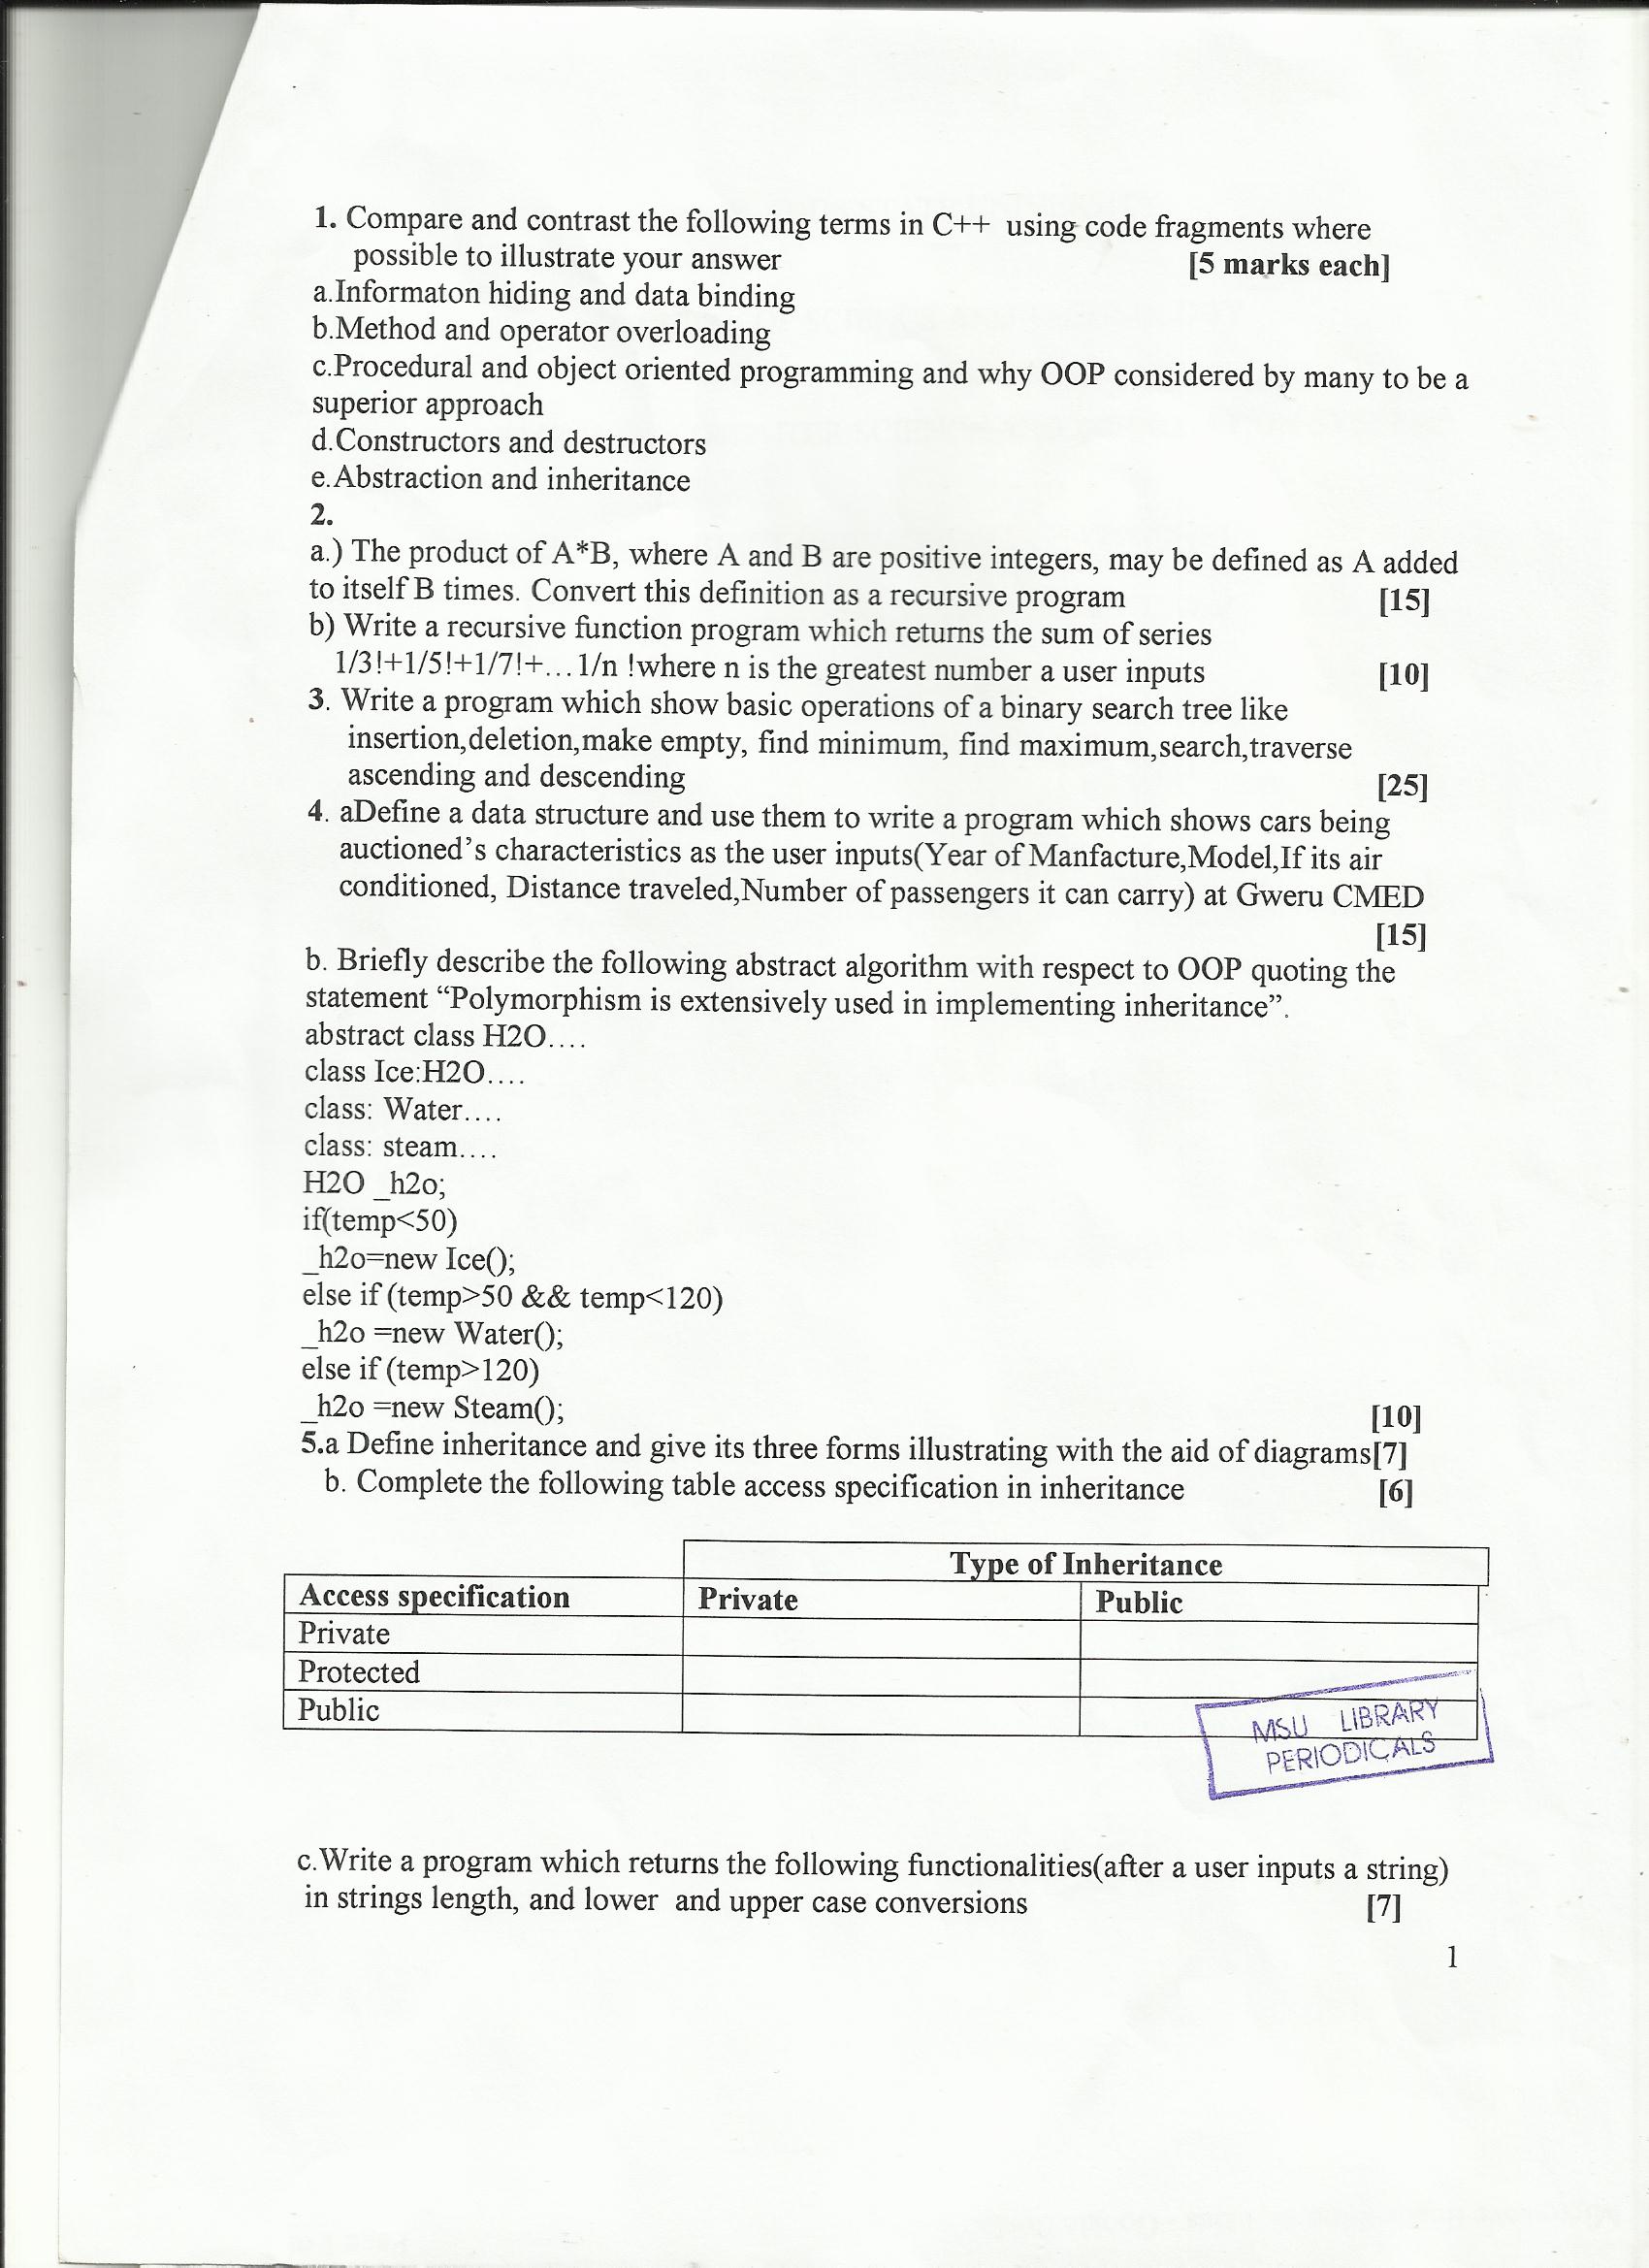 1. Compare and contrast the following terms in C++ using code fragments where
possible to illustrate your answer [5 marks each]
a.Informaton hiding and data binding
b.Method and operator overloading
c.Procedural and object oriented programming and why OOP considered by many to be a
superior approach
d.Constructors and destructors
e.Abstraction and inheritance
2.
a.) The product of A*B, where A and B are positive integers, may be defined as A added
to itself B times. Convert this definition as a recursive program [15]
b) Write a recursive function program which returns the sum of series
1/3!+1/5!+1/7!+...1/n !where n is the greatest number a user inputs [10]
3. Write a program which show basic operations of a binary search tree like
insertion,deletion,make empty, find minimum, find maximum,search,traverse
ascending and descending [25]
4. aDefine a data structure and use them to write a program which shows cars being
auctioned’s characteristics as the user inputs(Year of Manfacture,Model,If its air
conditioned, Distance traveled,Number of passengers it can carry) at Gweru CMED
[15]
b. Briefly describe the following abstract algorithm with respect to OOP quoting the
statement “Polymorphism is extensively used in implementing inheritance”.
abstract class H2O....
class Ice:H2O....
class: Water....
class: steam....
H2O _h2o;
if(temp<50)
_h2o=new Ice();
else if (temp>50 && temp<120)
_h2o =new Water();
else if (temp>120)
_h2o =new Steam(); [10]
5.a Define inheritance and give its three forms illustrating with the aid of diagrams[7]
b. Complete the following table access specification in inheritance [6]
Type of Inheritance
Access specification Private Public
Private
Protected
Public
MSU LIBRARY
PERIODICALS
c.Write a program which returns the following functionalities(after a user inputs a string)
in strings length, and lower and upper case conversions [7]
1